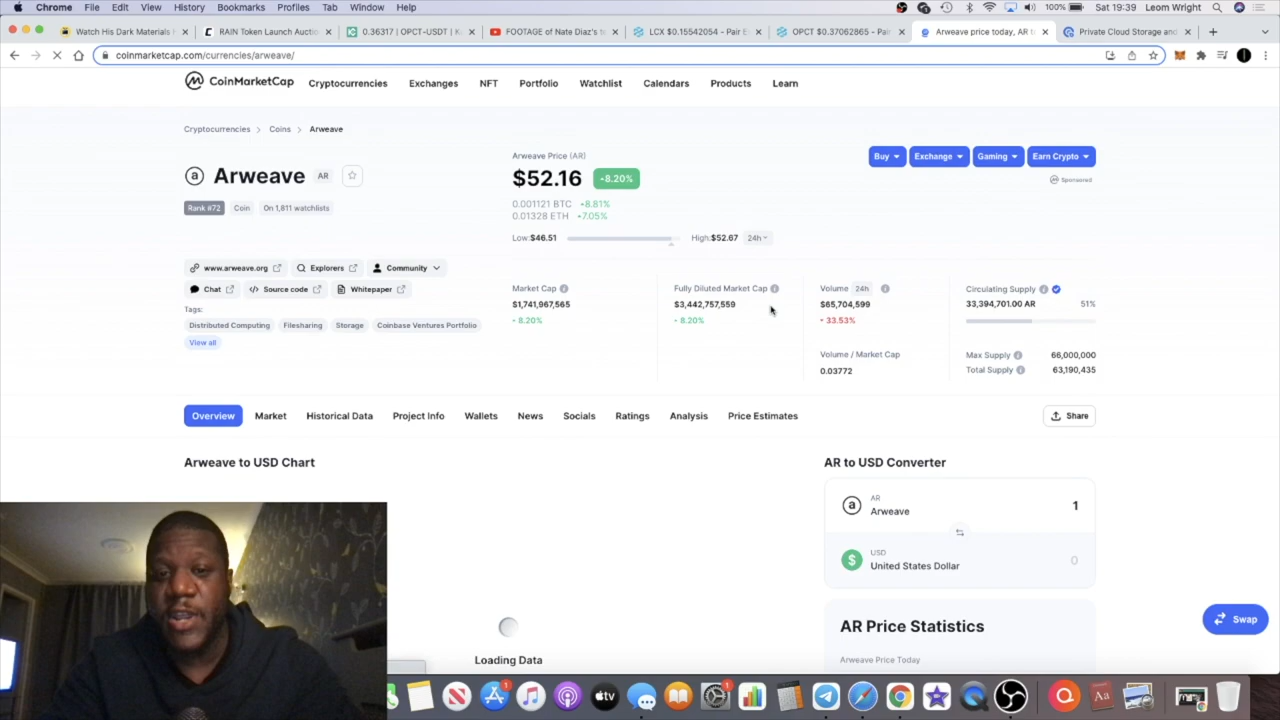 Chrome File Edit View History Bookmarks Profiles Tab Window Help 100% Sat 19:39 Leom Wright
Watch His Dark Materials RAIN Token Launch Auctio 0.36317 | OPCT-USDT | K FOOTAGE of Nate Diaz's LCX $0.15542054 - Pair E OPCT $0.37062865 - Pair Arweave price today, AR t Private Cloud Storage and
coinmarketcap.com/currencies/arweave/
CoinMarketCap Cryptocurrencies Exchanges NFT Portfolio Watchlist Calendars Products Learn
Cryptocurrencies > Coins > Arweave
Arweave Price (AR)
Buy Exchange Gaming Earn Crypto
Arweave AR
$52.16 8.20%
Sponsored
Rank #72 Coin On 1,811 watchlists
0.001121 BTC +8.81%
0.01328 ETH +7.05%
Low:$46.51 High:$52.67 24h
www.arweave.org Explorers Community
Chat Source code Whitepaper
Market Cap Fully Diluted Market Cap Volume 24h Circulating Supply
$1,741,967,565 $3,442,757,559 $65,704,599 33,394,701.00 AR 51%
8.20% 8.20% 33.53%
Tags:
Distributed Computing Filesharing Storage Coinbase Ventures Portfolio
View all
Volume / Market Cap
0.03772
Max Supply 66,000,000
Total Supply 63,190,435
Overview Market Historical Data Project Info Wallets News Socials Ratings Analysis Price Estimates Share
Arweave to USD Chart
AR to USD Converter
AR
Arweave 1
USD
United States Dollar 0
Swap
AR Price Statistics
Loading Data
Arweave Price Today
tv
Aa